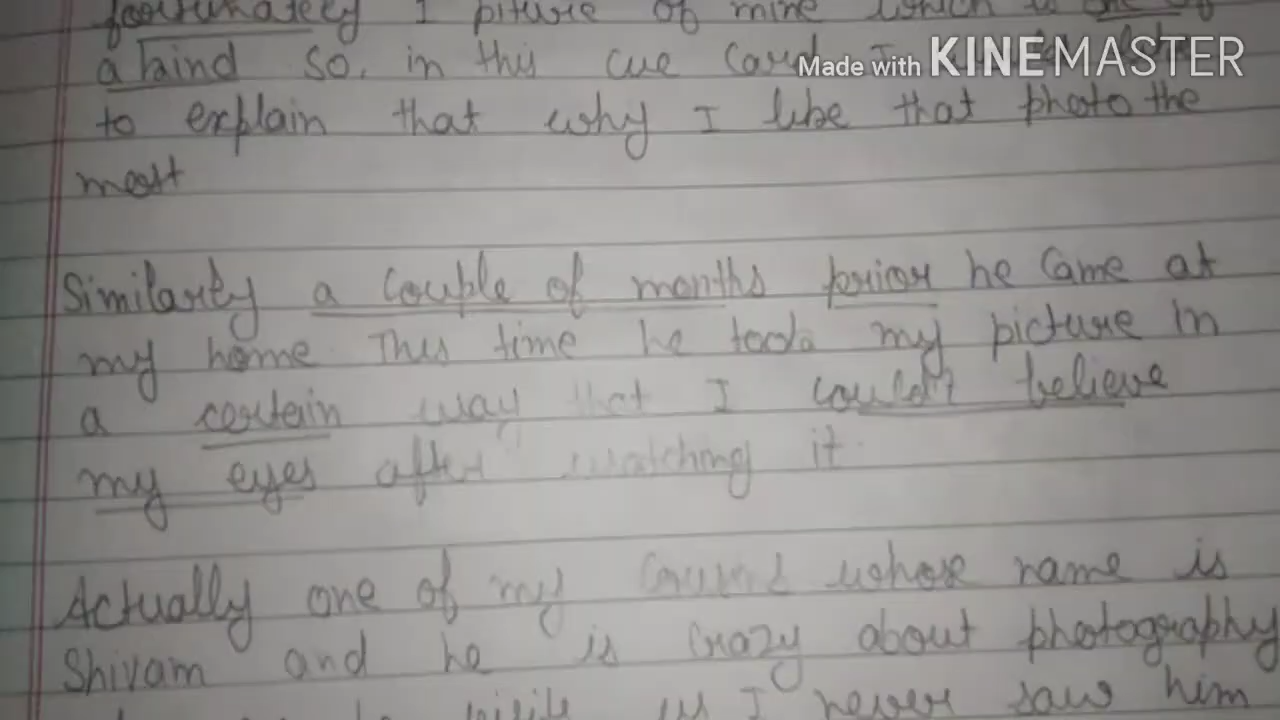 fortunately I piture of mine which is one of
a kind so, in this cue card I
Made with KINEMASTER
to explain that why I like that photo the
most
Similarly a couple of months prior he came at
my home This time he took my picture in
a certain way that I couldn't believe
my eyes after watching it.
Actually one of my whose name is
Shivam and he is crazy about photography
I never saw him